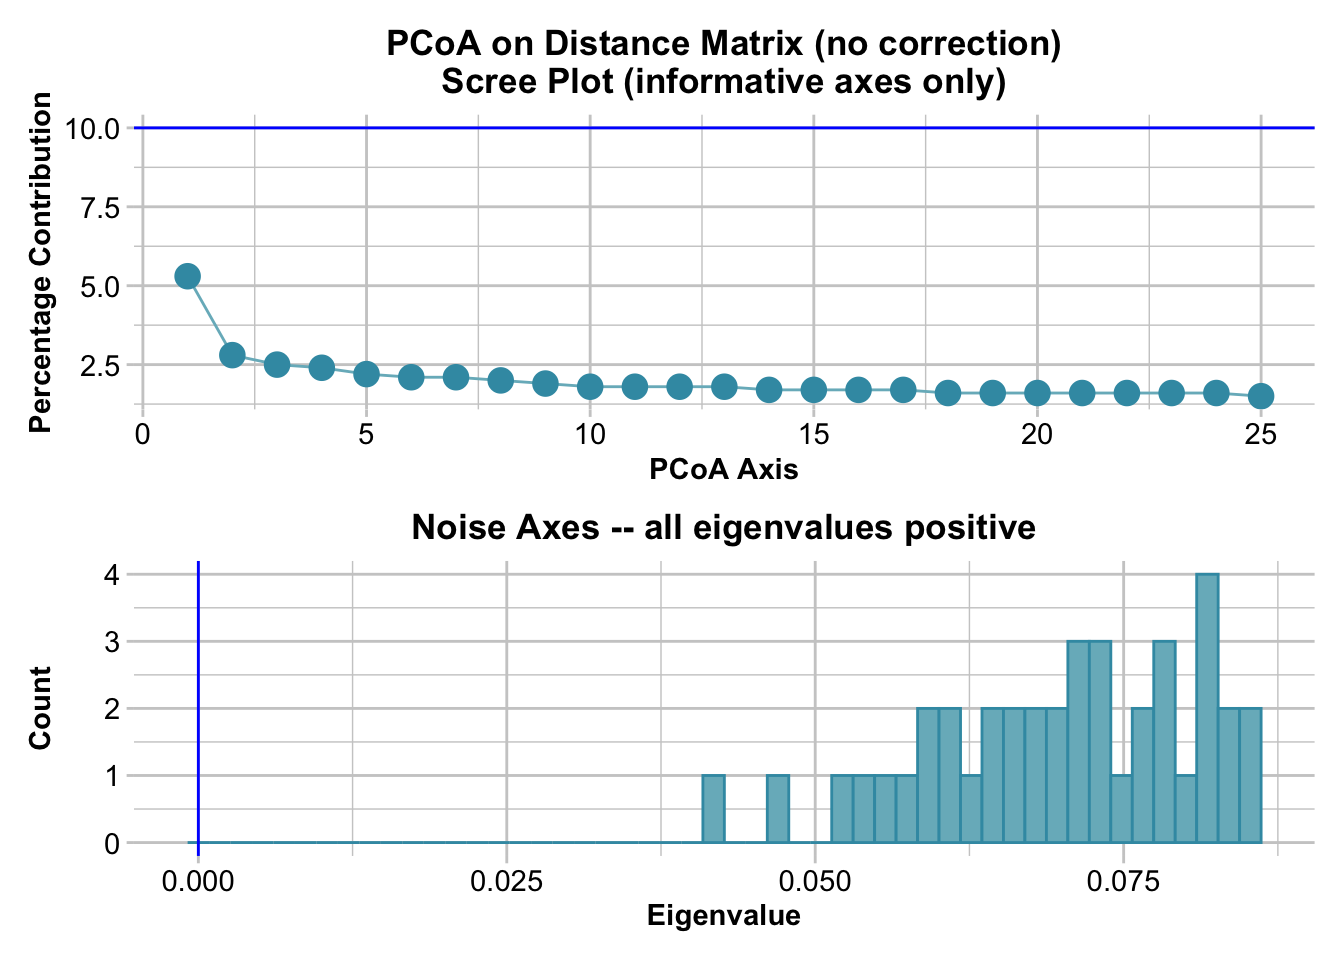 PCoA on Distance Matrix (no correction)
Scree Plot (informative axes only)
Percentage Contribution
10.0
7.5
5.0
2.5
0 5 10 15 20 25
PCoA Axis
Noise Axes -- all eigenvalues positive
Count
4
3
2
1
0
0.000 0.025 0.050 0.075
Eigenvalue